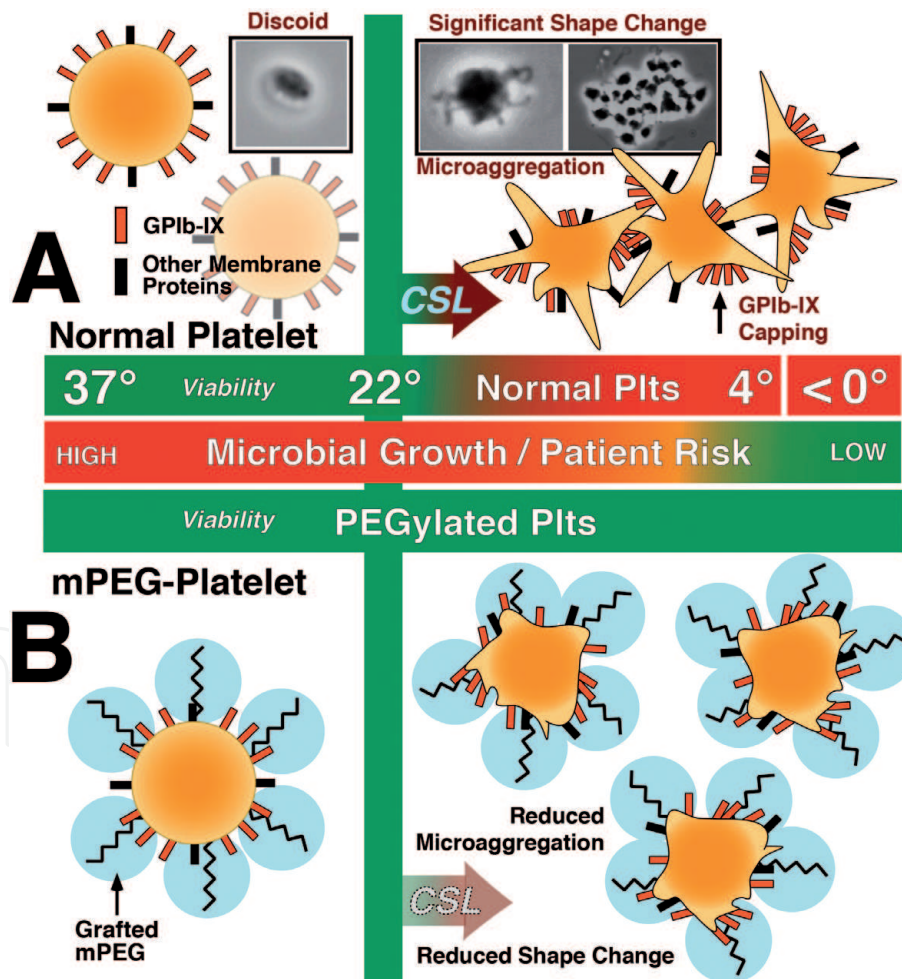 Discoid
Significant Shape Change
Microaggregation
GPIb-IX
Other Membrane
Proteins
A
CSL
GPIb-IX
Capping
Normal Platelet
37° Viability 22° Normal Plts 4° < 0°
HIGH Microbial Growth / Patient Risk LOW
Viability PEGylated Plts
mPEG-Platelet
B
Reduced
Microaggregation
CSL
Grafted
mPEG
Reduced Shape Change